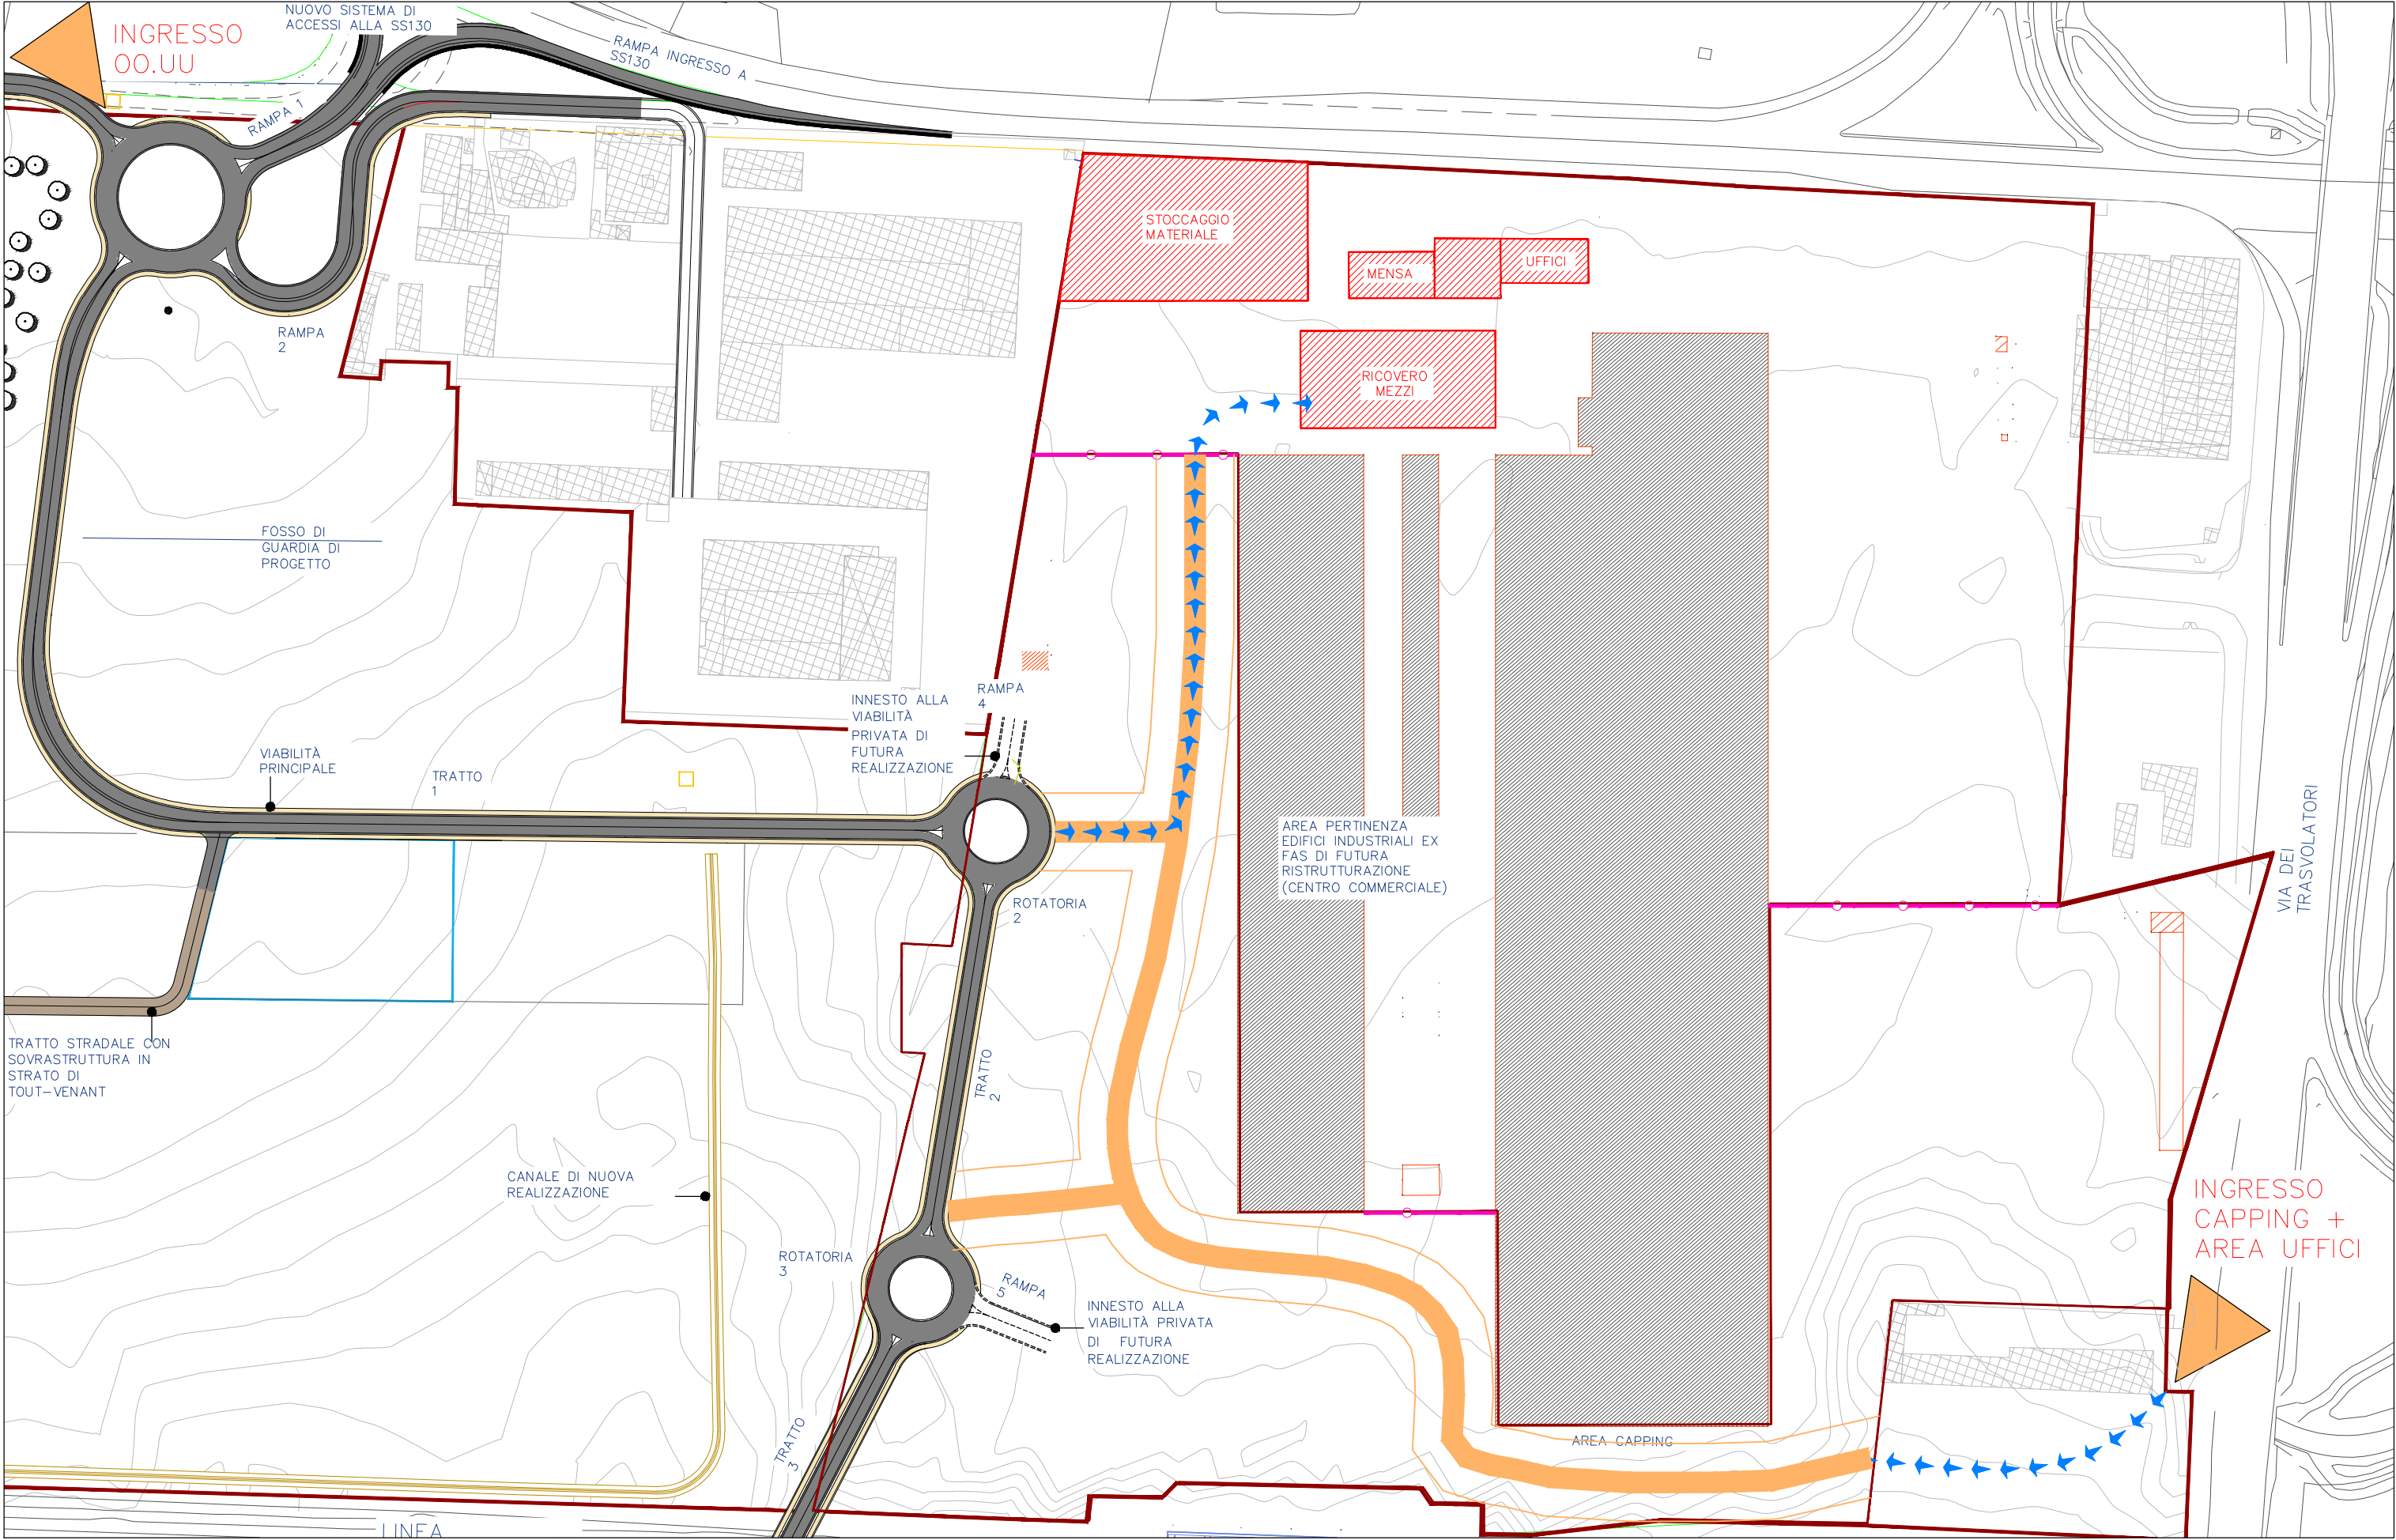 NUOVO SISTEMA DI
ACCESSI ALLA SS130
INGRESSO
OO.UU
RAMPA INGRESSO A
SS130
RAMPA 1
RAMPA
2
STOCCAGGIO
MATERIALE
MENSA
UFFICI
RICOVERO
MEZZI
FOSSO DI
GUARDIA DI
PROGETTO
INNESTO ALLA
VIABILITÀ
PRIVATA DI
FUTURA
REALIZZAZIONE
RAMPA
4
VIABILITÀ
PRINCIPALE
TRATTO
1
AREA PERTINENZA
EDIFICI INDUSTRIALI EX
FAS DI FUTURA
RISTRUTTURAZIONE
(CENTRO COMMERCIALE)
VIA DEI
TRASVOLATORI
ROTATORIA
2
TRATTO STRADALE CON
SOVRASTRUTTURA IN
STRATO DI
TOUT-VENANT
TRATTO
2
CANALE DI NUOVA
REALIZZAZIONE
INGRESSO
CAPPING +
AREA UFFICI
ROTATORIA
3
RAMPA
5
INNESTO ALLA
VIABILITÀ PRIVATA
DI FUTURA
REALIZZAZIONE
TRATTO
3
AREA CAPPING
LINEA